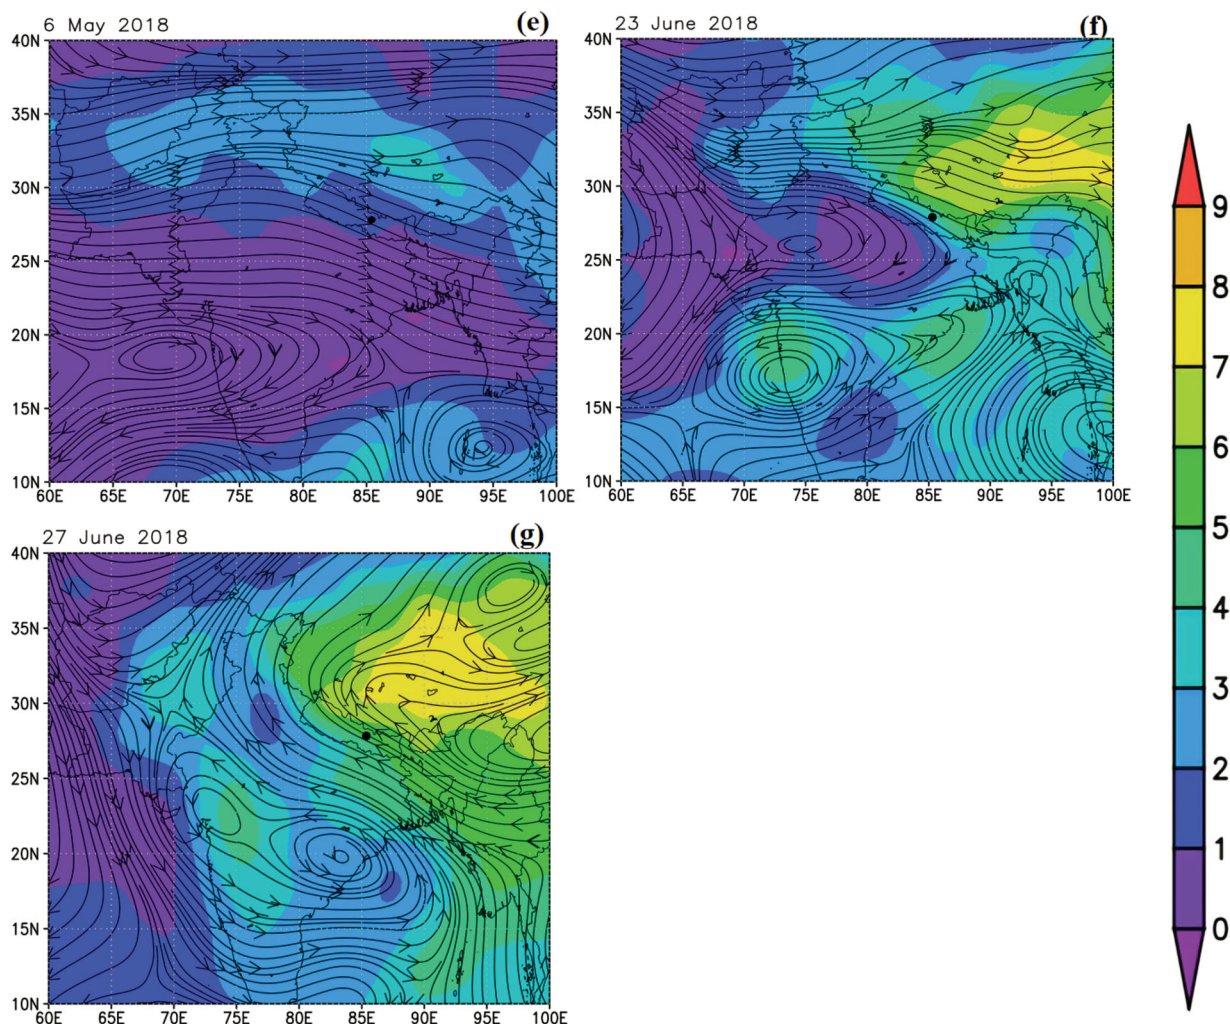 6 May 2018 (e)
40N
35N
30N
25N
20N
15N
10N
60E 65E 70E 75E 80E 85E 90E 95E 100E
23 June 2018 (f)
40N
35N
30N
25N
20N
15N
10N
60E 65E 70E 75E 80E 85E 90E 95E 100E
27 June 2018 (g)
40N
35N
30N
25N
20N
15N
10N
60E 65E 70E 75E 80E 85E 90E 95E 100E
9
8
7
6
5
4
3
2
1
0